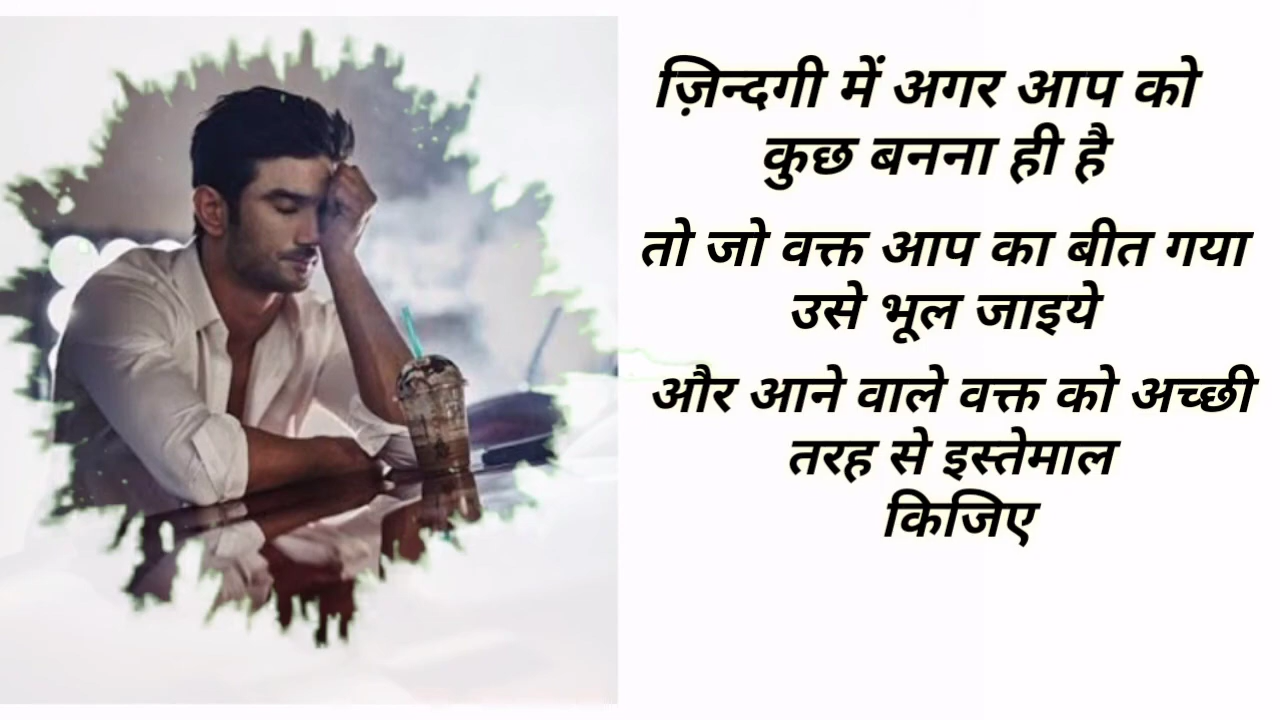 ज़िन्दगी में अगर आप को
कुछ बनना ही है
तो जो वक्त आप का बीत गया
उसे भूल जाइये
और आने वाले वक्त को अच्छी
तरह से इस्तेमाल
किजिए